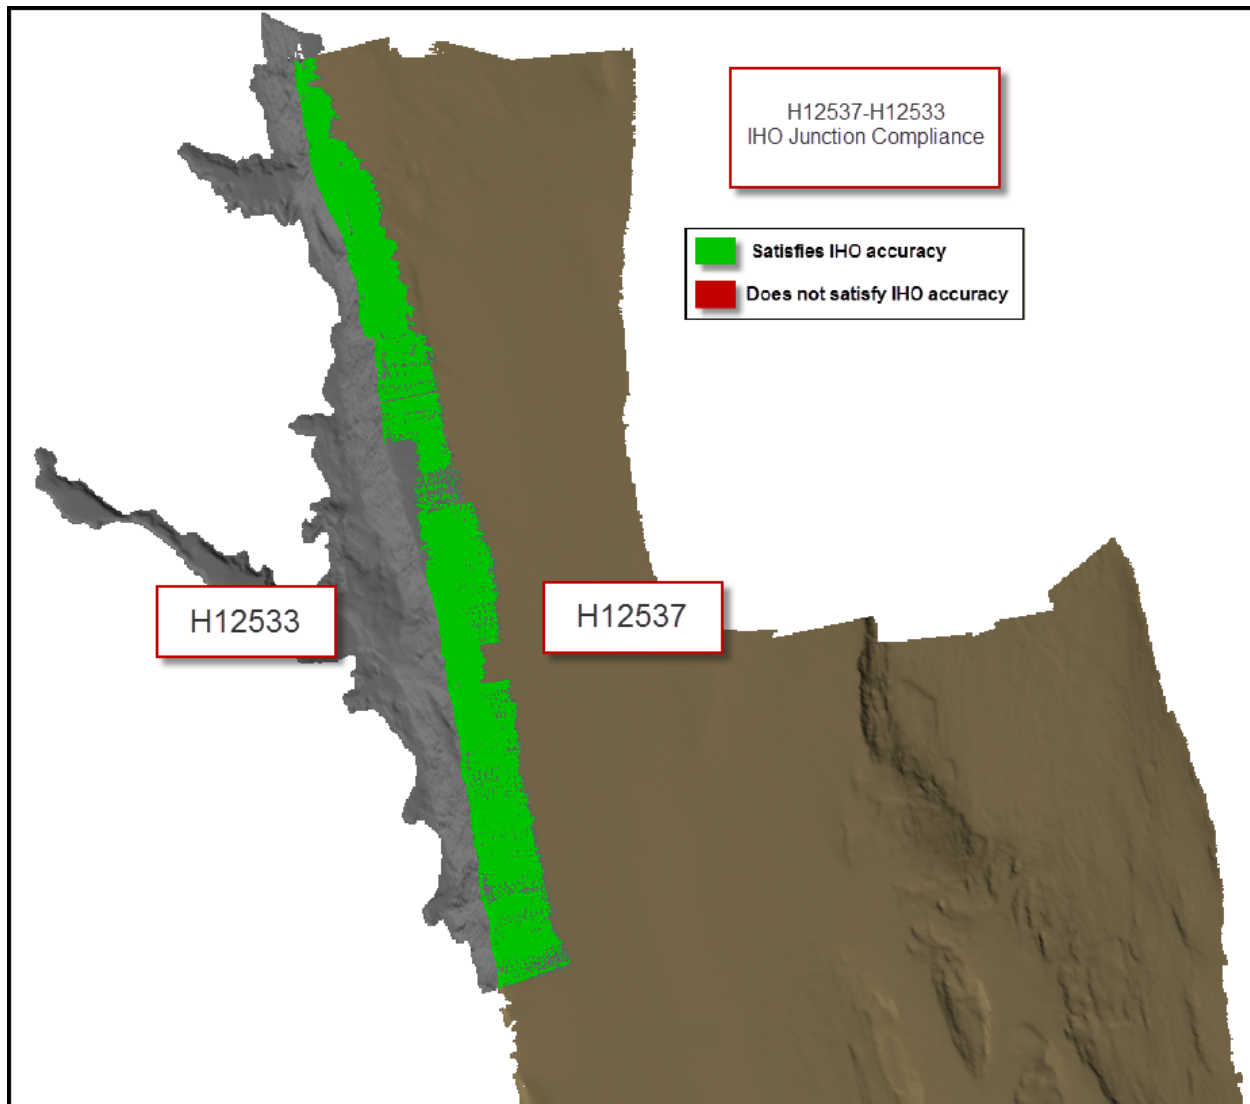 H12537-H12533
IHO Junction Compliance
Satisfies IHO accuracy
Does not satisfy IHO accuracy
H12533
H12537